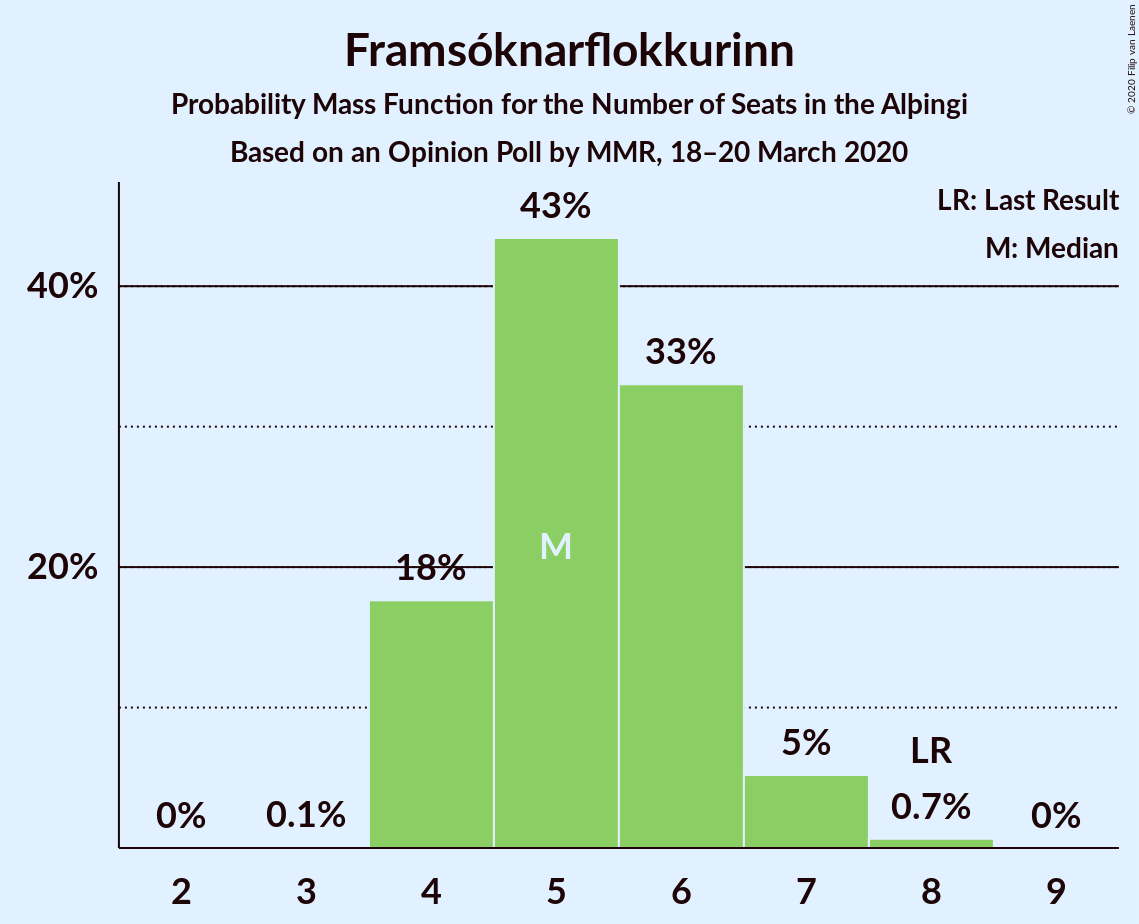 Framsóknarflokkurinn
Probability Mass Function for the Number of Seats in the Alþingi
Based on an Opinion Poll by MMR, 18–20 March 2020
© 2020 Filip van Laenen
LR: Last Result
M: Median
43%
40%
33%
M
20%
18%
5%
LR
0%
0.1%
0.7%
0%
2 3 4 5 6 7 8 9